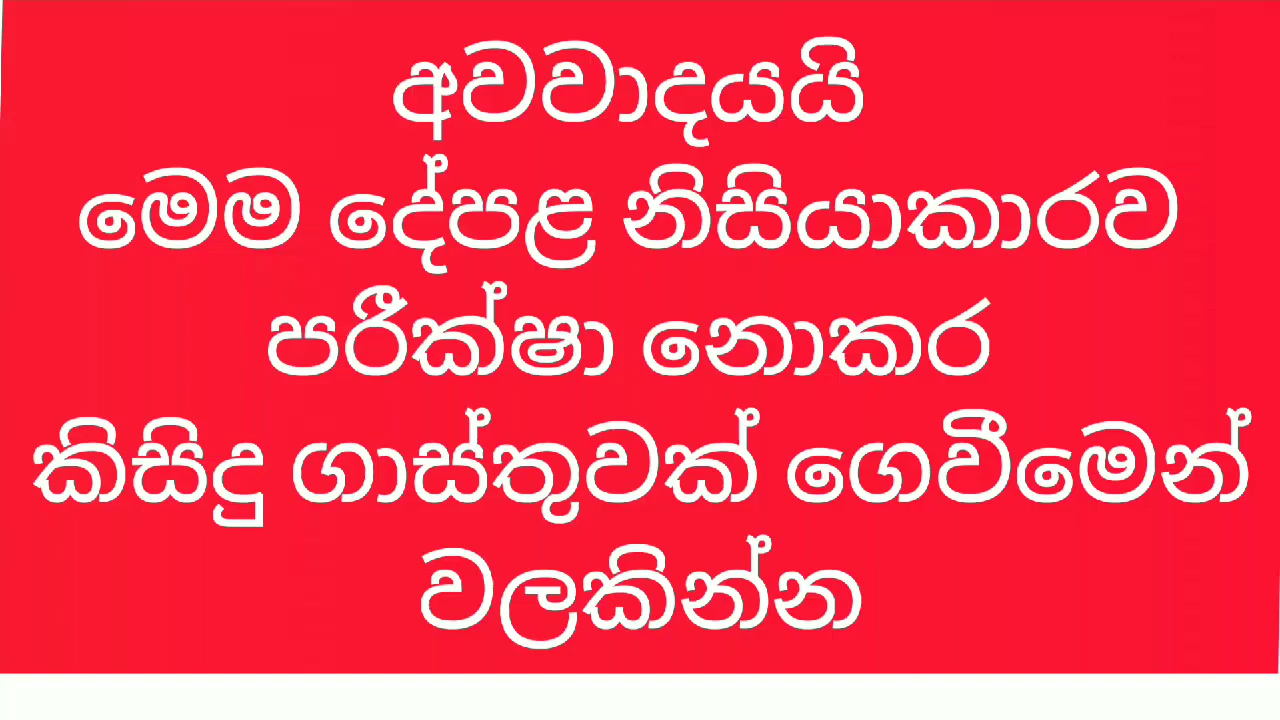 අවවාදයයි
මෙම දේපළ නිසියාකාරව
පරීක්ෂා නොකර
කිසිදු ගාස්තුවක් ගෙවීමෙන්
වලකින්න